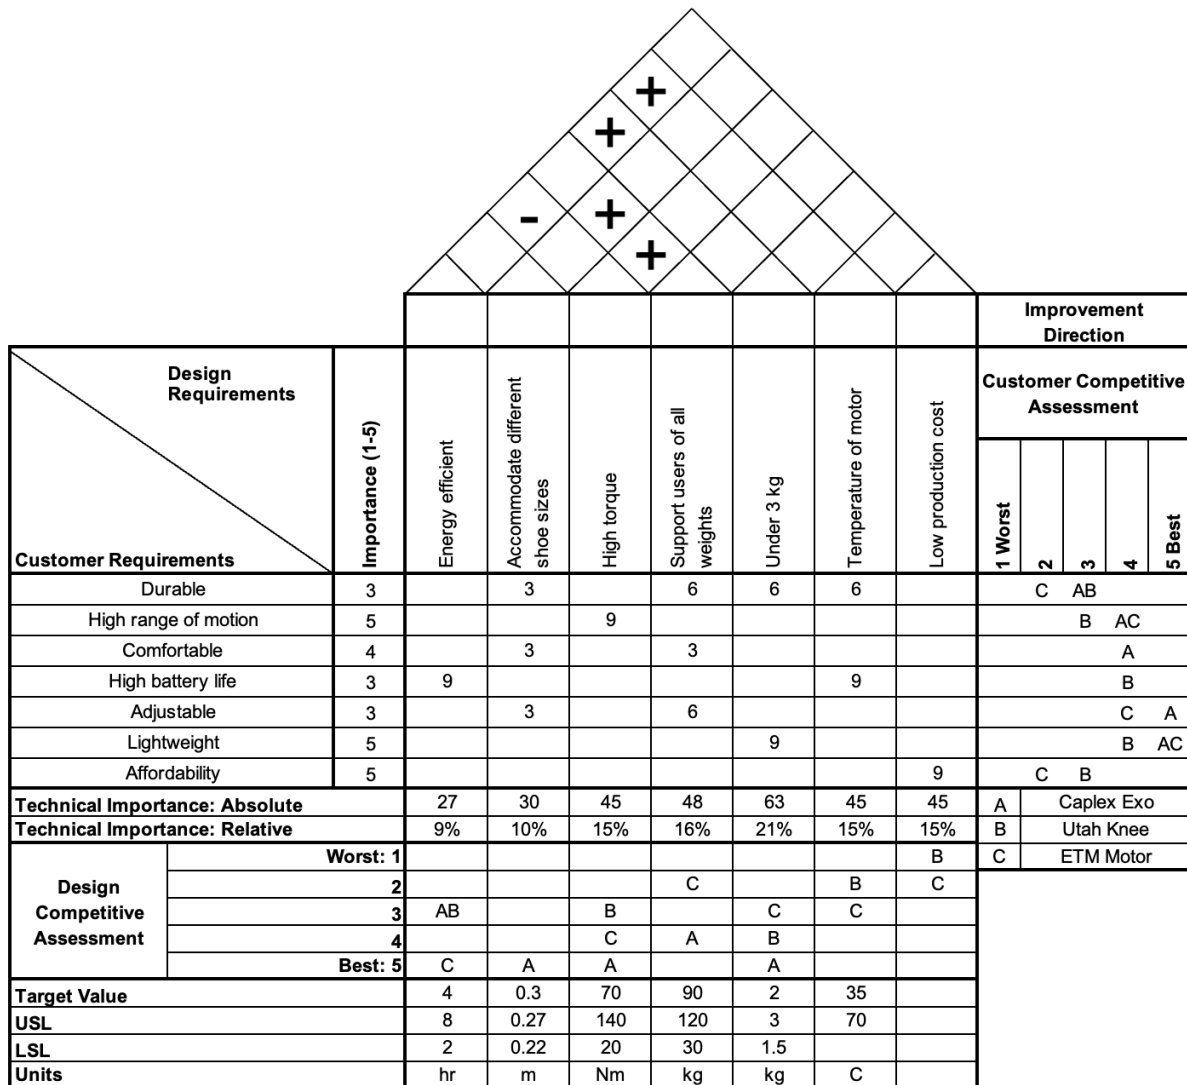 +
+
- +
+
Improvement
Direction
Design
Requirements
Customer Requirements
Importance (1-5)
Energy efficient
Accommodate different
shoe sizes
High torque
Support users of all
weights
Under 3 kg
Temperature of motor
Low production cost
Customer Competitive
Assessment
1 Worst
2
3
4
5 Best
Durable 3 3 6 6 6 C AB
High range of motion 5 9 B AC
Comfortable 4 3 3 A
High battery life 3 9 9 B
Adjustable 3 3 6 C A
Lightweight 5 9 B AC
Affordability 5 9 C B
Technical Importance: Absolute 27 30 45 48 63 45 45 A Caplex Exo
Technical Importance: Relative 9% 10% 15% 16% 21% 15% 15% B Utah Knee
Worst: 1 B C ETM Motor
Design
Competitive
Assessment
2 C B C
3 AB B C C
4 C A B
Best: 5 C A A A
Target Value 4 0.3 70 90 2 35
USL 8 0.27 140 120 3 70
LSL 2 0.22 20 30 1.5
Units hr m Nm kg kg C